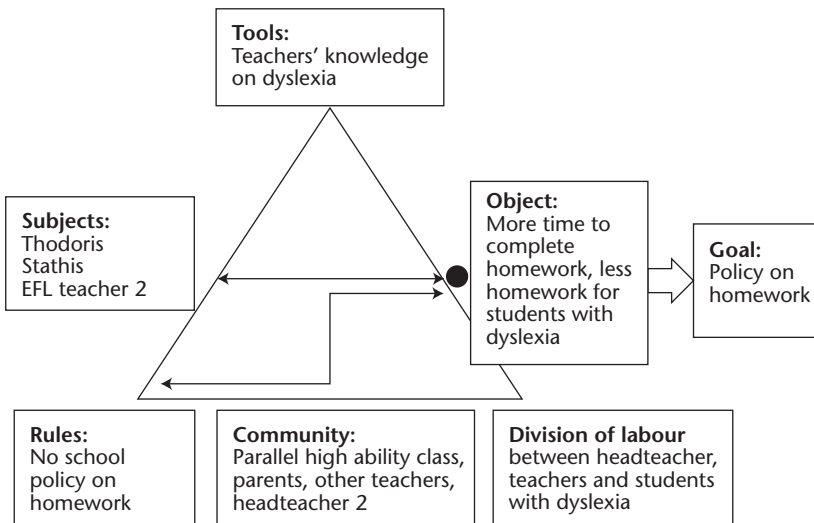 Tools:
Teachers' knowledge
on dyslexia
Subjects:
Thodoris
Stathis
EFL teacher 2
Object:
More time to
complete
homework, less
homework for
students with
dyslexia
Goal:
Policy on
homework
Rules:
No school
policy on
homework
Community:
Parallel high ability class,
parents, other teachers,
headteacher 2
Division of labour
between headteacher,
teachers and students
with dyslexia